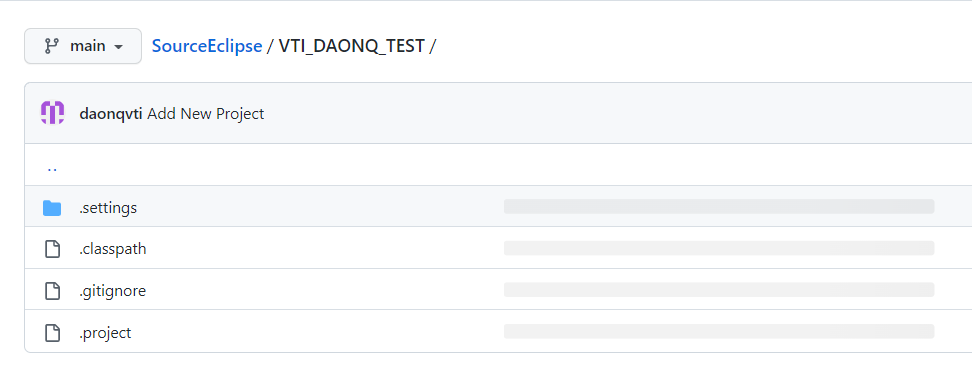 main SourceEclipse / VTI_DAONQ_TEST /
daonqvti Add New Project
..
.settings
.classpath
.gitignore
.project